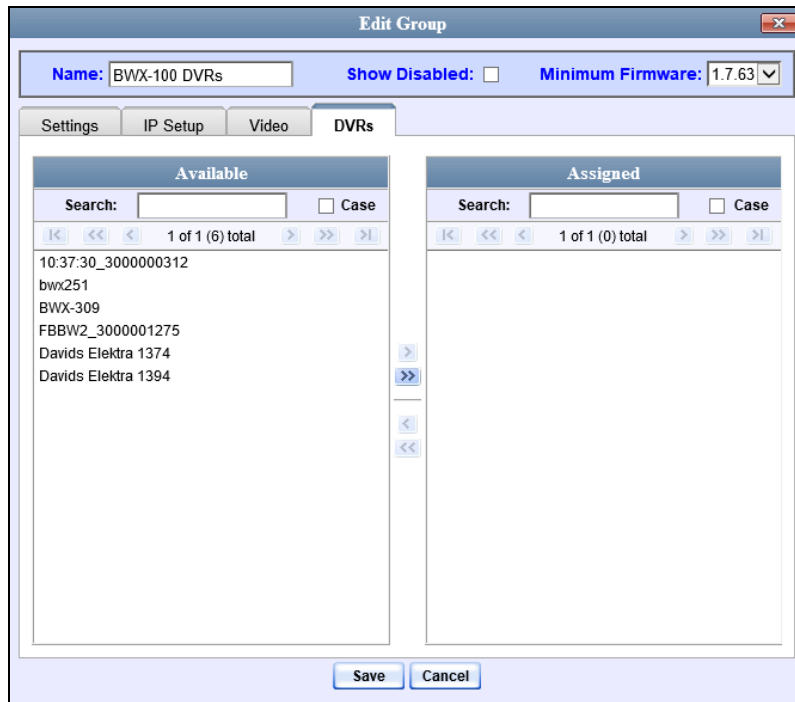 Edit Group
Name: BWX-100 DVRs Show Disabled: Minimum Firmware: 1.7.63
Settings IP Setup Video DVRs
Available
Search: Case
|< << < 1 of 1 (6) total > >> >|
10:37:30_3000000312
bwx251
BWX-309
FBBW2_3000001275
Davids Elektra 1374
Davids Elektra 1394
>
>>
<
<<
Assigned
Search: Case
|< << < 1 of 1 (0) total > >> >|
Save Cancel